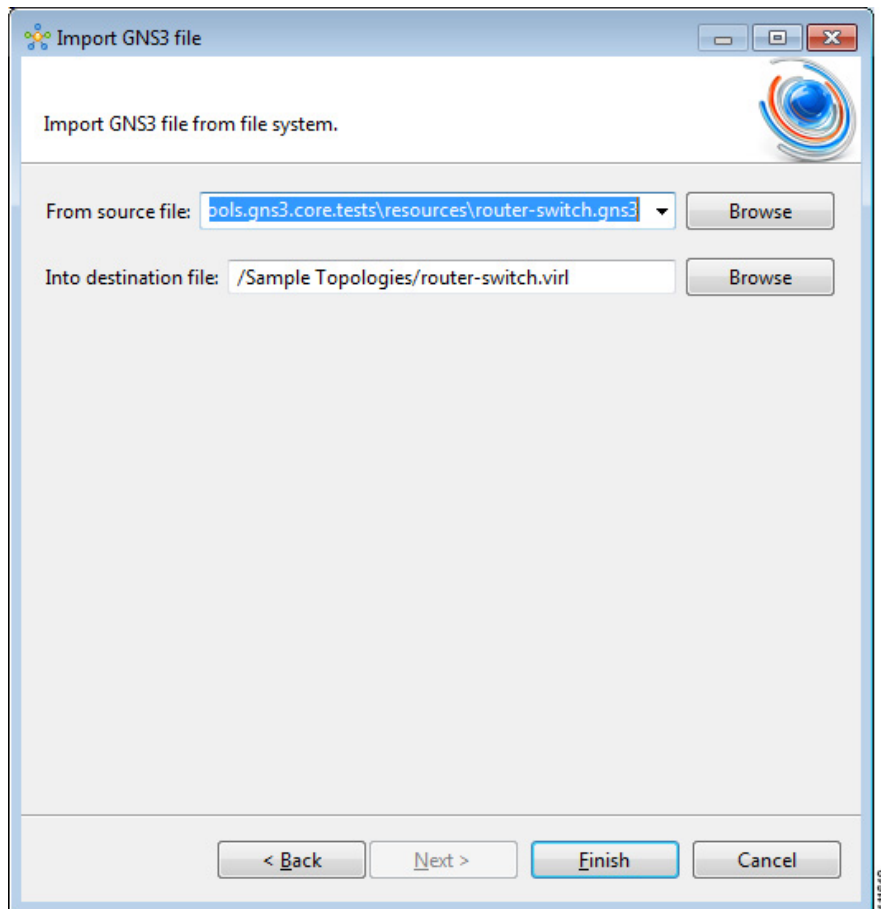 Import GNS3 file
Import GNS3 file from file system.
From source file: ools.gns3.core.tests\resources\router-switch.gns3 Browse
Into destination file: /Sample Topologies/router-switch.virl Browse
< Back Next > Finish Cancel